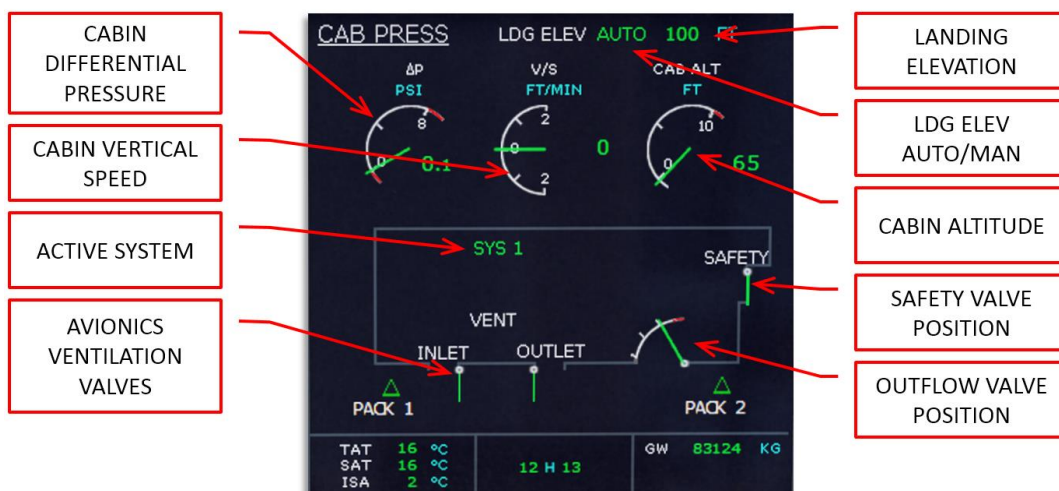 CABIN
DIFFERENTIAL
PRESSURE
CABIN VERTICAL
SPEED
ACTIVE SYSTEM
AVIONICS
VENTILATION
VALVES
CAB PRESS LDG ELEV AUTO 100 FT
ΔP V/S CAB ALT
PSI FT/MIN FT
8 2 10
0 0.1 0 0 0 65
2
SYS 1
SAFETY
VENT
INLET OUTLET
PACK 1 PACK 2
TAT 16 °C GW 83124 KG
SAT 16 °C 12 H 13
ISA 2 °C
LANDING
ELEVATION
LDG ELEV
AUTO/MAN
CABIN ALTITUDE
SAFETY VALVE
POSITION
OUTFLOW VALVE
POSITION